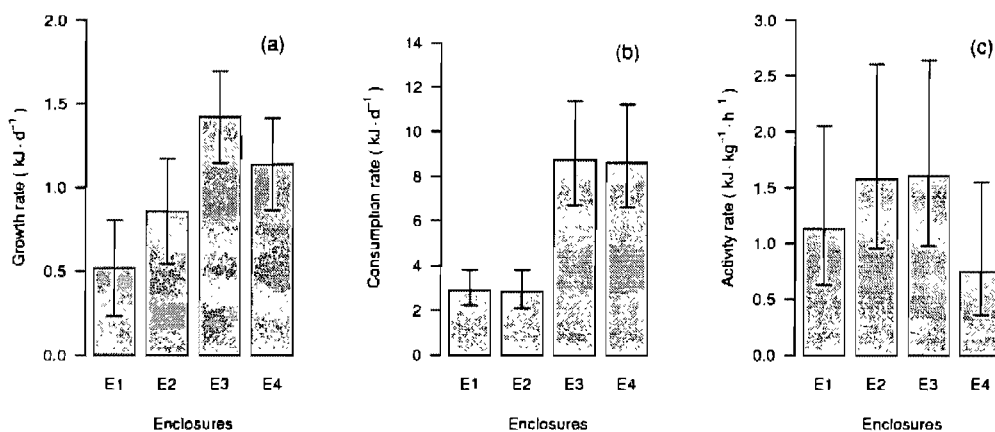 (a)
Growth rate ( kJ · d⁻¹ )
2.0
1.5
1.0
0.5
0.0
E1 E2 E3 E4
Enclosures
(b)
Consumption rate ( kJ · d⁻¹ )
14
12
10
8
6
4
2
0
E1 E2 E3 E4
Enclosures
(c)
Activity rate ( kJ · kg⁻¹ · h⁻¹ )
3.0
2.5
2.0
1.5
1.0
0.5
0.0
E1 E2 E3 E4
Enclosures